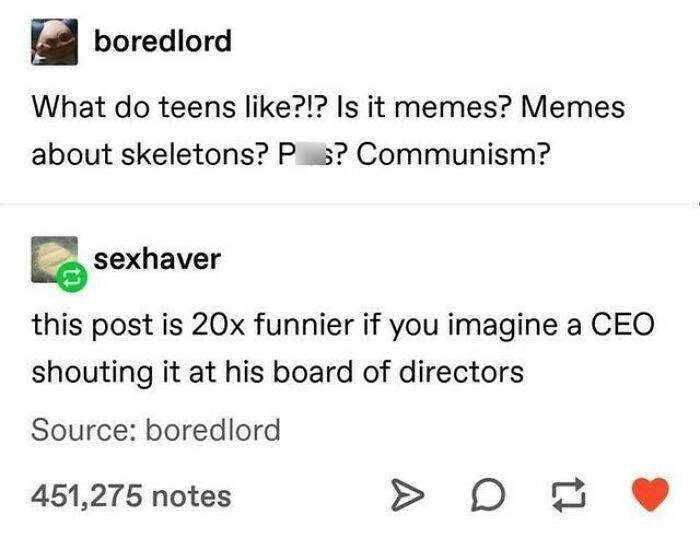 boredlord
What do teens like?!? Is it memes? Memes
about skeletons? Communism?
sexhaver
this post is 20x funnier if you imagine a CEO
shouting it at his board of directors
Source: boredlord
451,275 notes